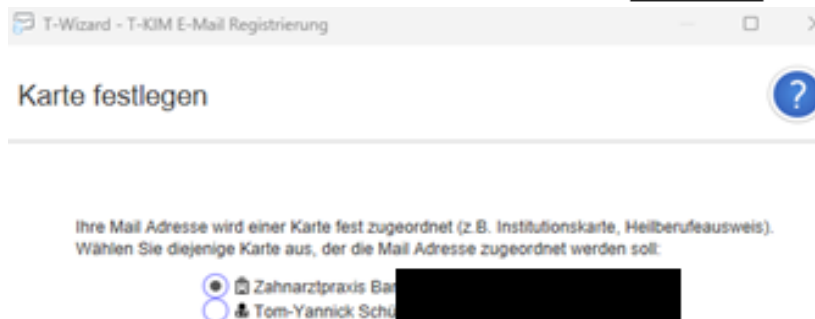 T-Wizard - T-KIM E-Mail Registrierung
Karte festlegen
?
Ihre Mail Adresse wird einer Karte fest zugeordnet (z.B. Institutionskarte, Heilberufeausweis).
Wählen Sie diejenige Karte aus, der die Mail Adresse zugeordnet werden soll:
Zahnarztpraxis Bar
Tom-Yannick Schü